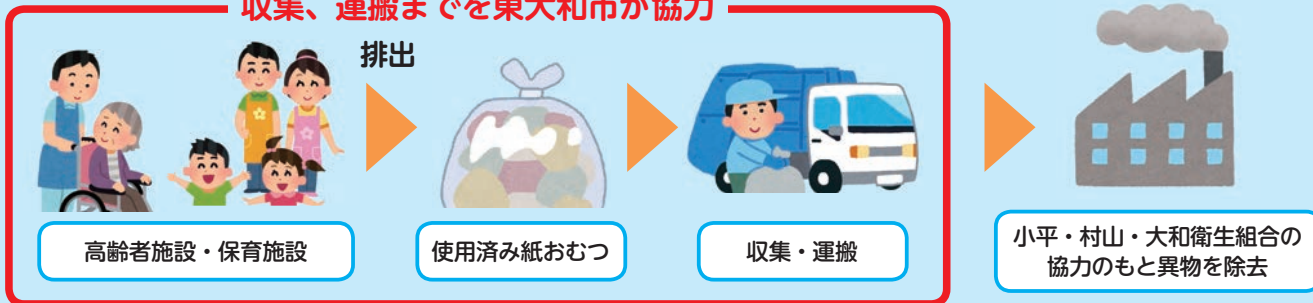 収集、運搬までを東大和市が協力
排出
高齢者施設・保育施設
使用済み紙おむつ
収集・運搬
小平・村山・大和衛生組合の
協力のもと異物を除去